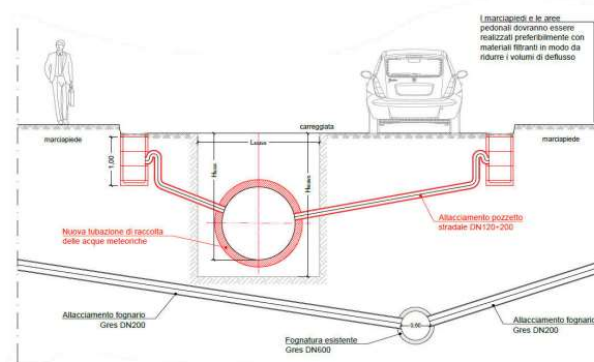 I marciapiedi e le aree
pedonali dovranno essere
realizzati preferibilmente con
materiali filtranti in modo da
ridurre i volumi di deflusso
carreggiata
marciapiede
marciapiede
1,00
Nuova tubazione di raccolta
delle acque meteoriche
Allacciamento pozzetto
stradale DN120÷200
Allacciamento fognario
Gres DN200
0,60
Fognatura esistente
Gres DN600
Allacciamento fognario
Gres DN200